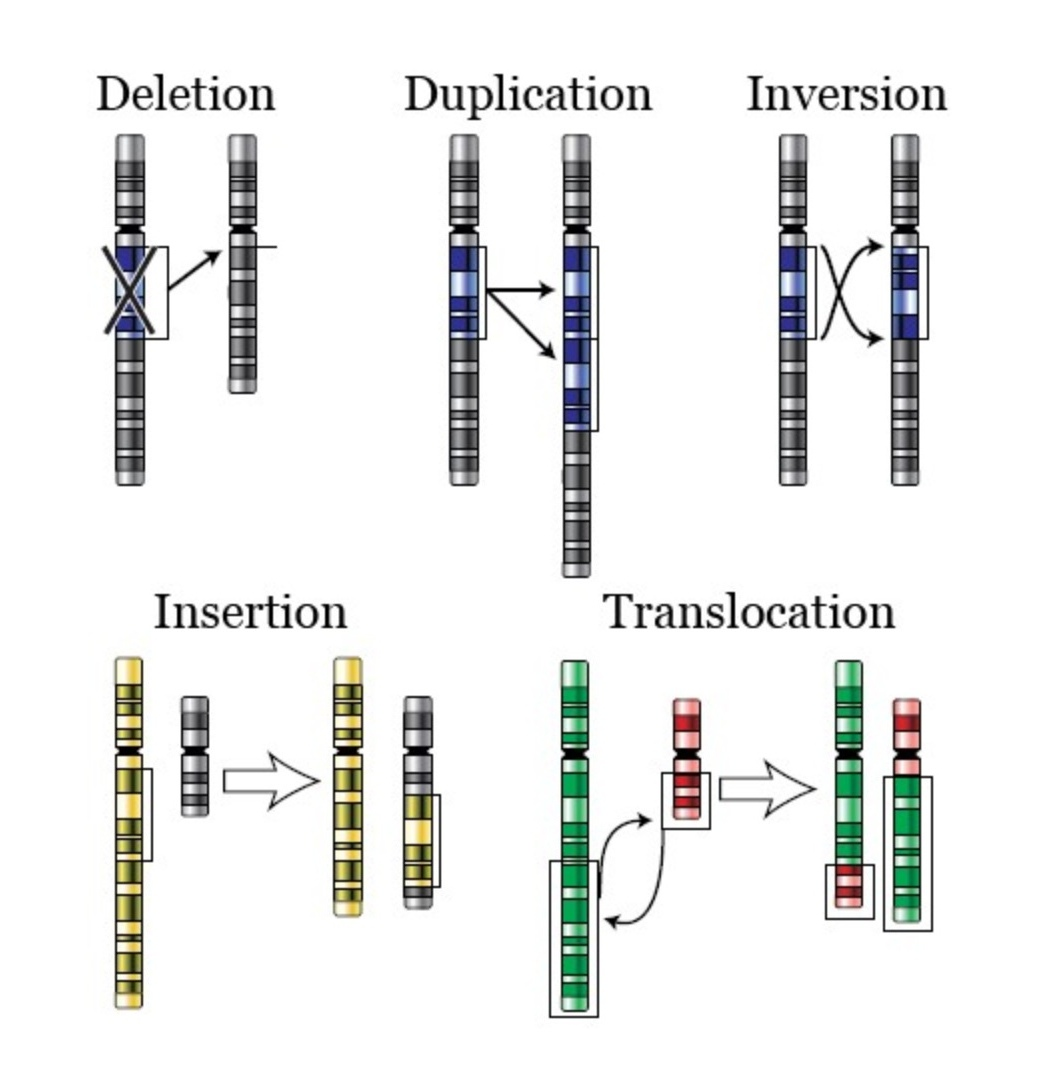 Deletion
Duplication
Inversion
Insertion
Translocation